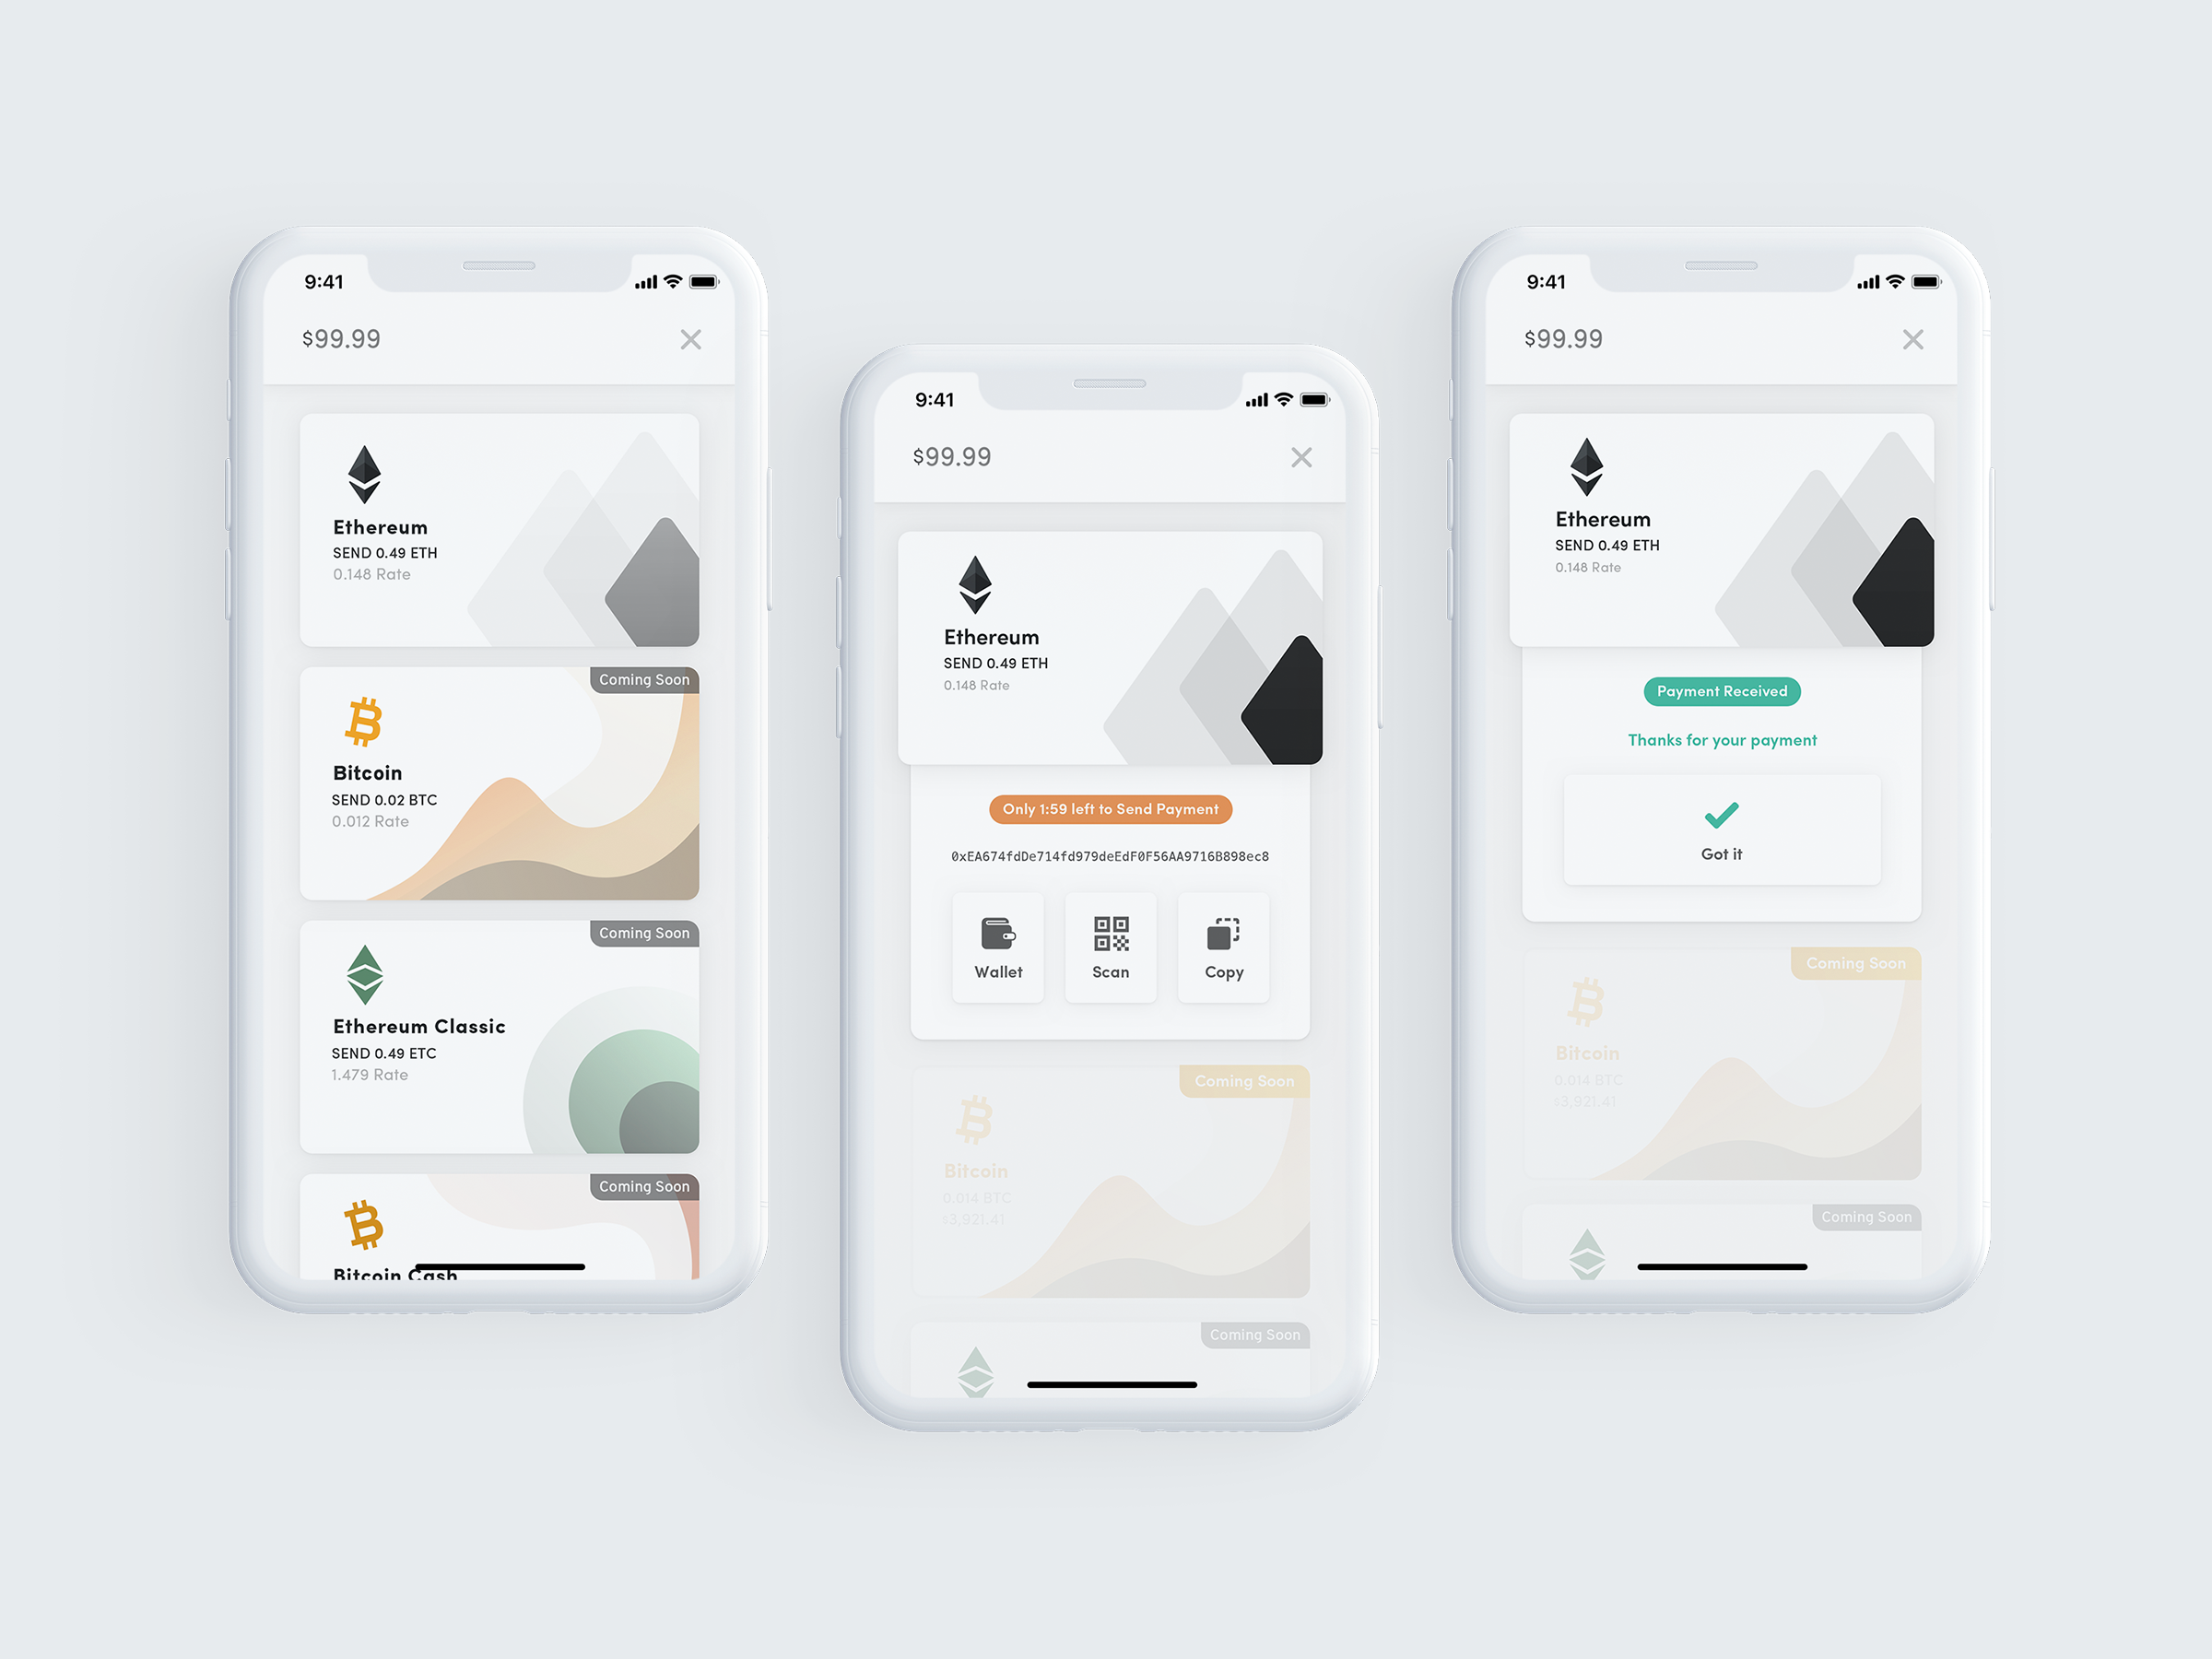 9:41
$99.99
Ethereum
SEND 0.49 ETH
0.148 Rate
Coming Soon
Bitcoin
SEND 0.02 BTC
0.012 Rate
Coming Soon
Ethereum Classic
SEND 0.49 ETC
1.479 Rate
Coming Soon
Bitcoin Cash
9:41
$99.99
Ethereum
SEND 0.49 ETH
0.148 Rate
Only 1:59 left to Send Payment
0xEA674fdDe714fd979deEdF0F56AA9716B898ec8
Wallet
Scan
Copy
Coming Soon
Bitcoin
0.014 BTC
$3,921.41
Coming Soon
9:41
$99.99
Ethereum
SEND 0.49 ETH
0.148 Rate
Payment Received
Thanks for your payment
Got it
Coming Soon
Bitcoin
0.014 BTC
$3,921.41
Coming Soon